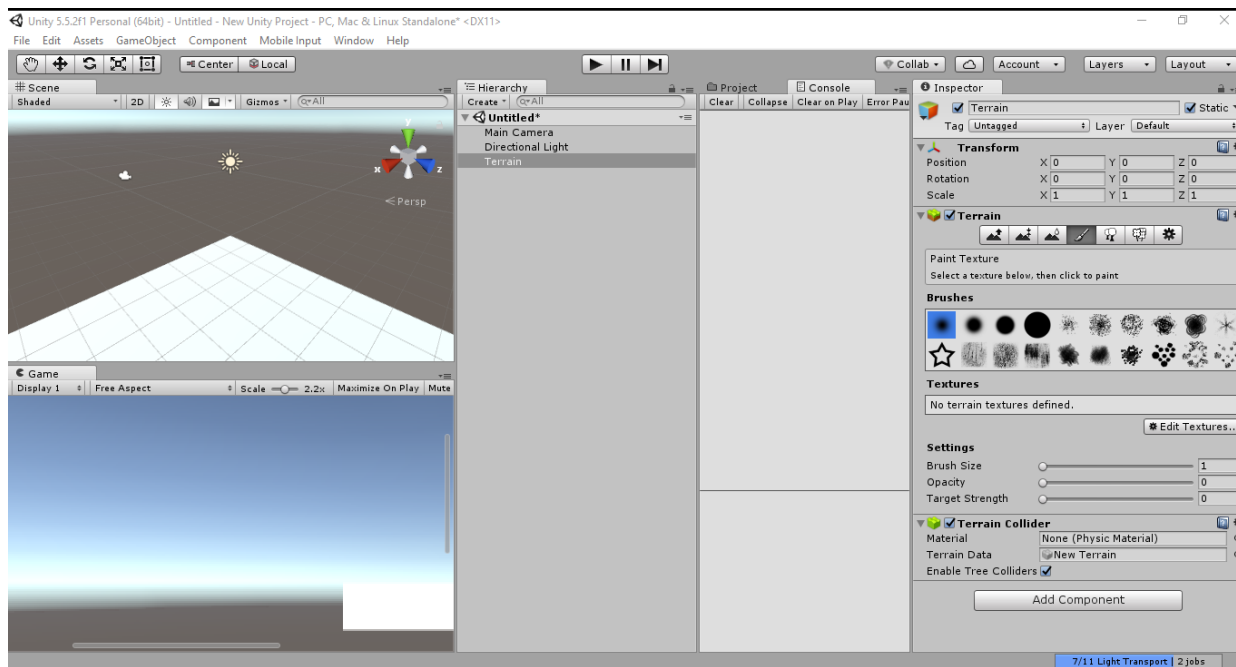 Unity 5.5.2f1 Personal (64bit) - Untitled - New Unity Project - PC, Mac & Linux Standalone* <DX11>
File Edit Assets GameObject Component Mobile Input Window Help
Center Local Collab Account Layers Layout
# Scene
Shaded 2D Gizmos All
y
x z
Persp
Game
Display 1 Free Aspect Scale 2.2x Maximize On Play Mute
Hierarchy
Create All
Untitled*
Main Camera
Directional Light
Terrain
Project Console
Clear Collapse Clear on Play Error Pau
Inspector
Terrain Static
Tag Untagged Layer Default
Transform
Position X 0 Y 0 Z 0
Rotation X 0 Y 0 Z 0
Scale X 1 Y 1 Z 1
Terrain
Paint Texture
Select a texture below, then click to paint
Brushes
Textures
No terrain textures defined.
Edit Textures...
Settings
Brush Size 1
Opacity 0
Target Strength 0
Terrain Collider
Material None (Physic Material)
Terrain Data New Terrain
Enable Tree Colliders
Add Component
7/11 Light Transport | 2 jobs